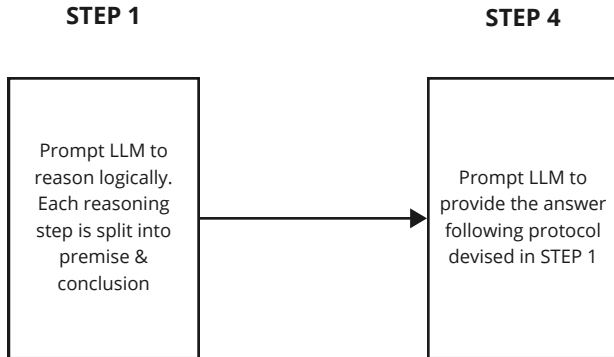 STEP 1
STEP 4
Prompt LLM to
reason logically.
Each reasoning
step is split into
premise &
conclusion
Prompt LLM to
provide the answer
following protocol
devised in STEP 1